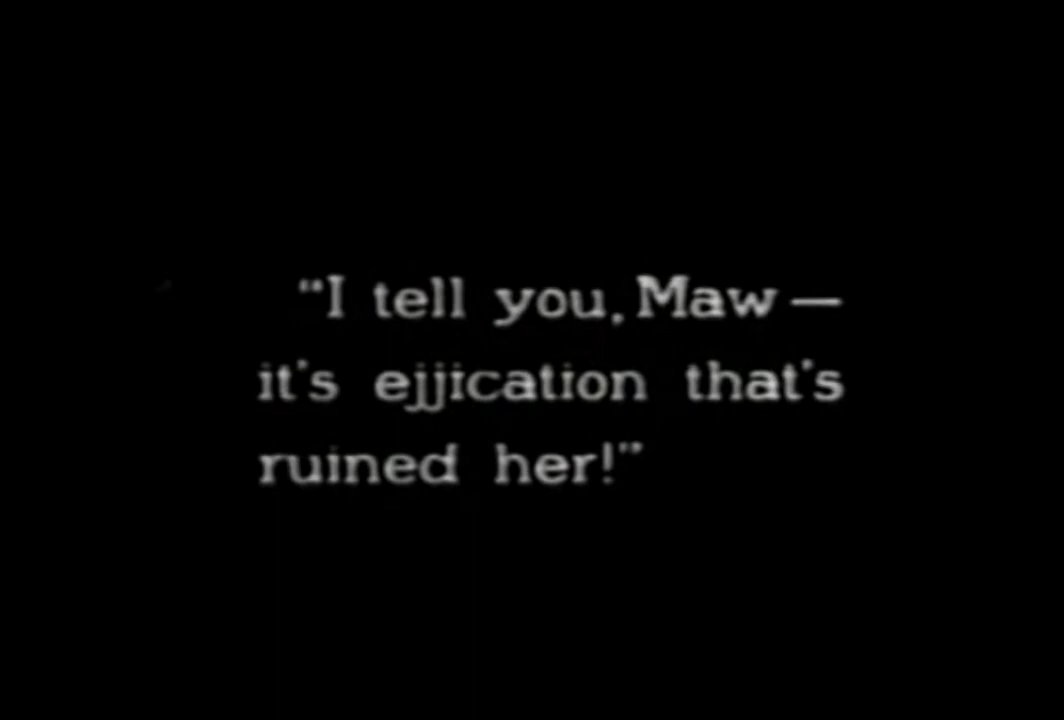 “I tell you, Maw —
it's ejjication that's
ruined her!”